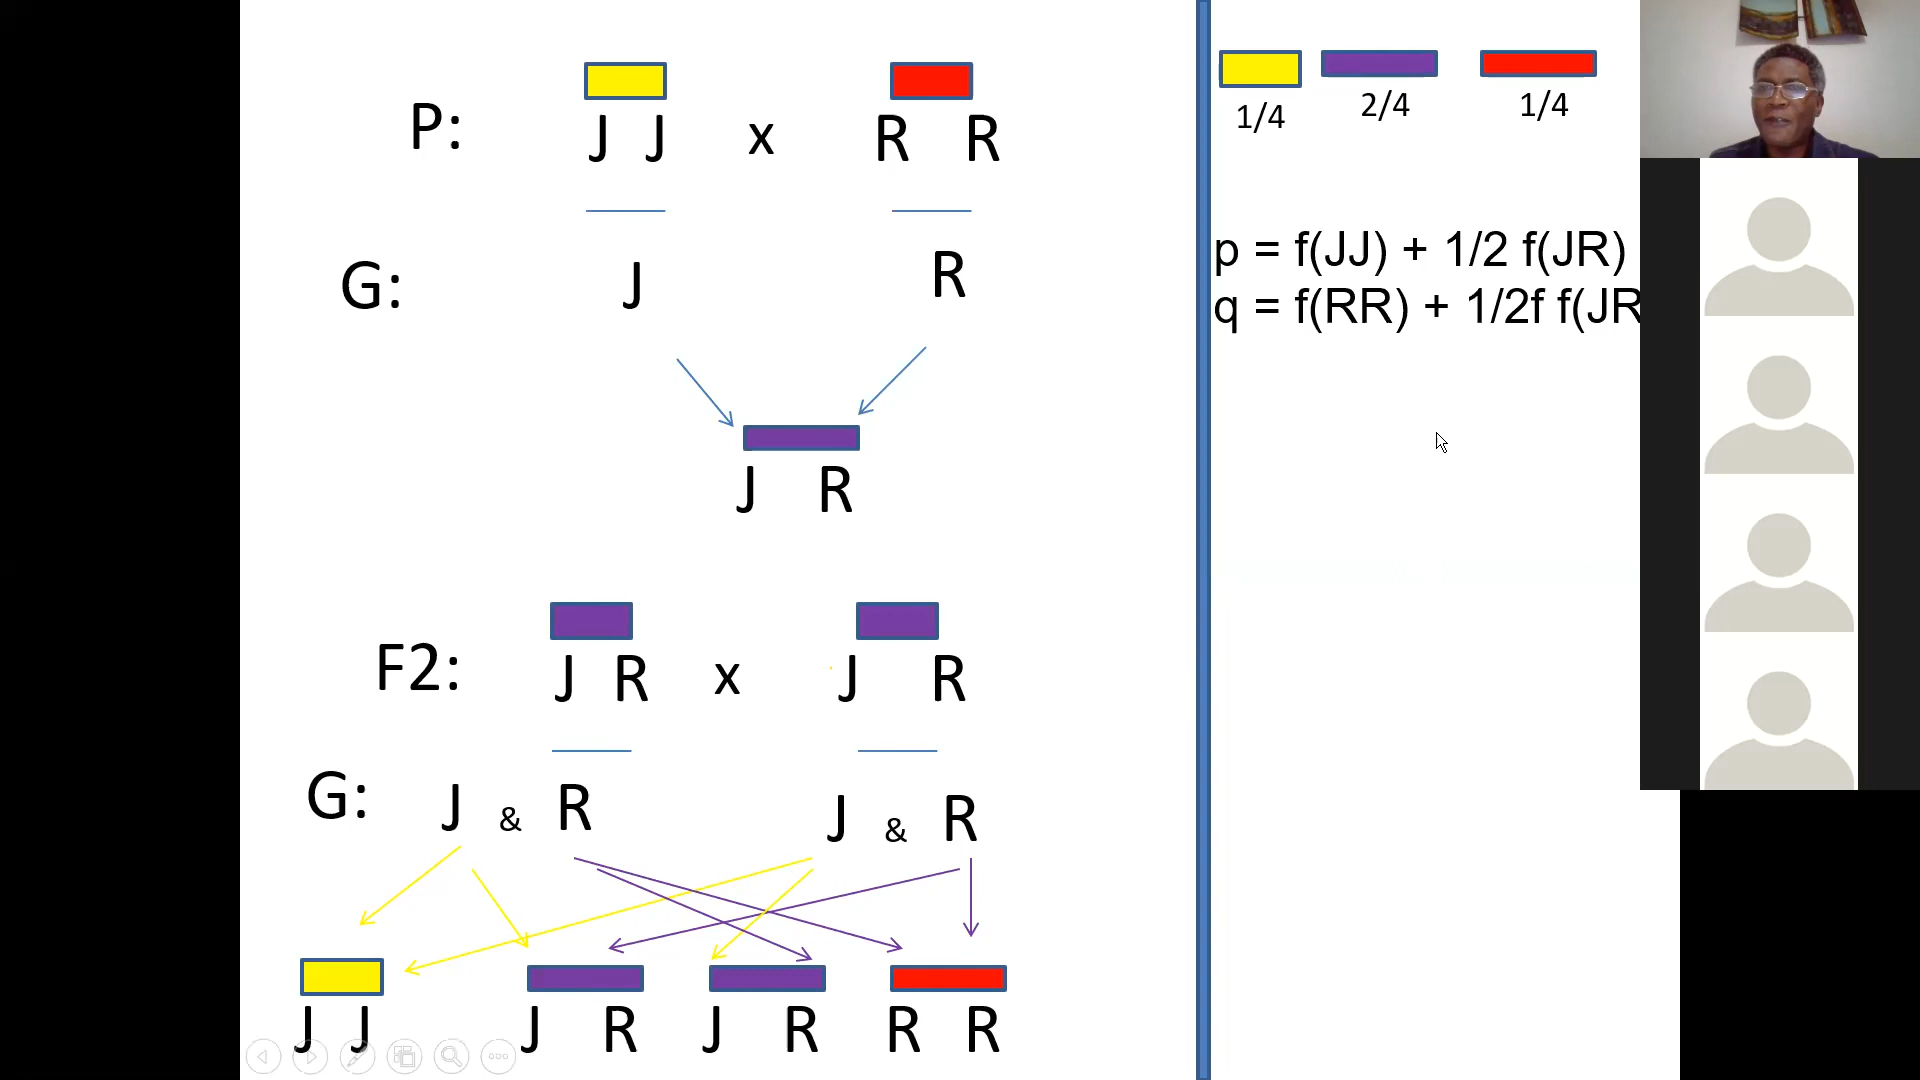 P: J J x R R
G: J R
J R
F2: J R x J R
G: J & R J & R
J J J R J R R R
1/4 2/4 1/4
p = f(JJ) + 1/2 f(JR)
q = f(RR) + 1/2f f(JR